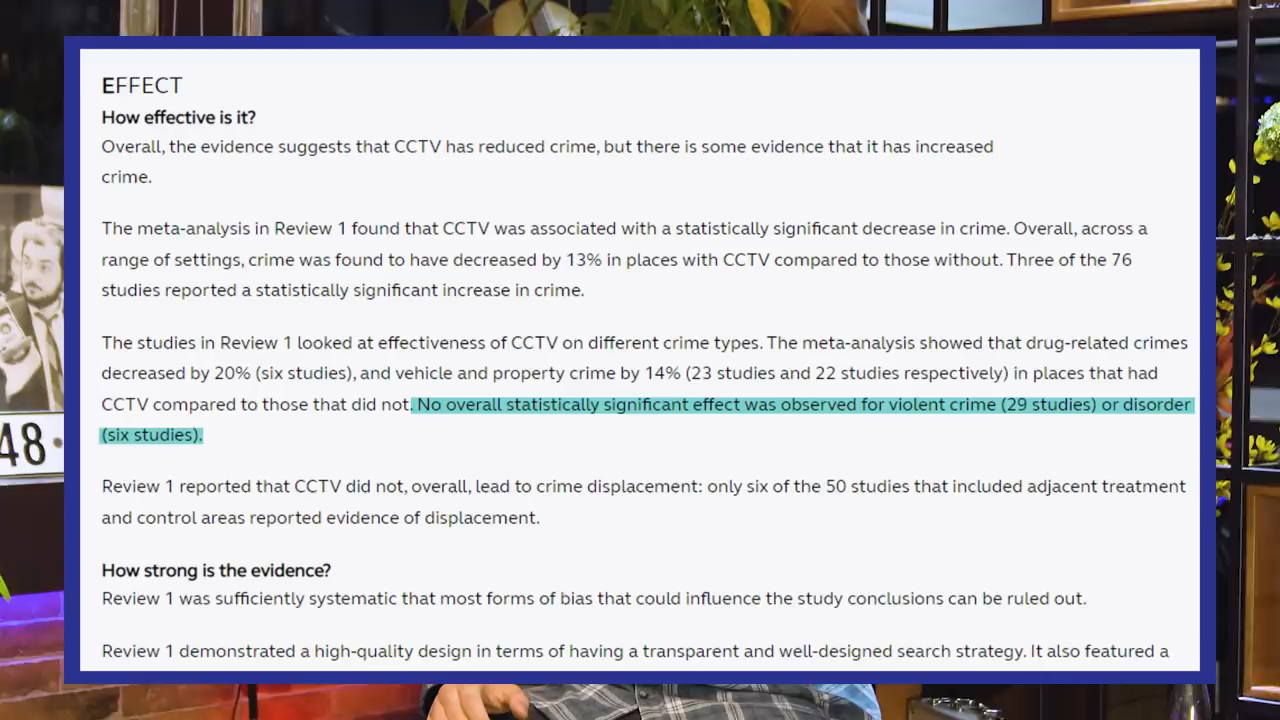 EFFECT
How effective is it?
Overall, the evidence suggests that CCTV has reduced crime, but there is some evidence that it has increased
crime.
The meta-analysis in Review 1 found that CCTV was associated with a statistically significant decrease in crime. Overall, across a
range of settings, crime was found to have decreased by 13% in places with CCTV compared to those without. Three of the 76
studies reported a statistically significant increase in crime.
The studies in Review 1 looked at effectiveness of CCTV on different crime types. The meta-analysis showed that drug-related crimes
decreased by 20% (six studies), and vehicle and property crime by 14% (23 studies and 22 studies respectively) in places that had
CCTV compared to those that did not. No overall statistically significant effect was observed for violent crime (29 studies) or disorder
(six studies).
Review 1 reported that CCTV did not, overall, lead to crime displacement: only six of the 50 studies that included adjacent treatment
and control areas reported evidence of displacement.
How strong is the evidence?
Review 1 was sufficiently systematic that most forms of bias that could influence the study conclusions can be ruled out.
Review 1 demonstrated a high-quality design in terms of having a transparent and well-designed search strategy. It also featured a
48